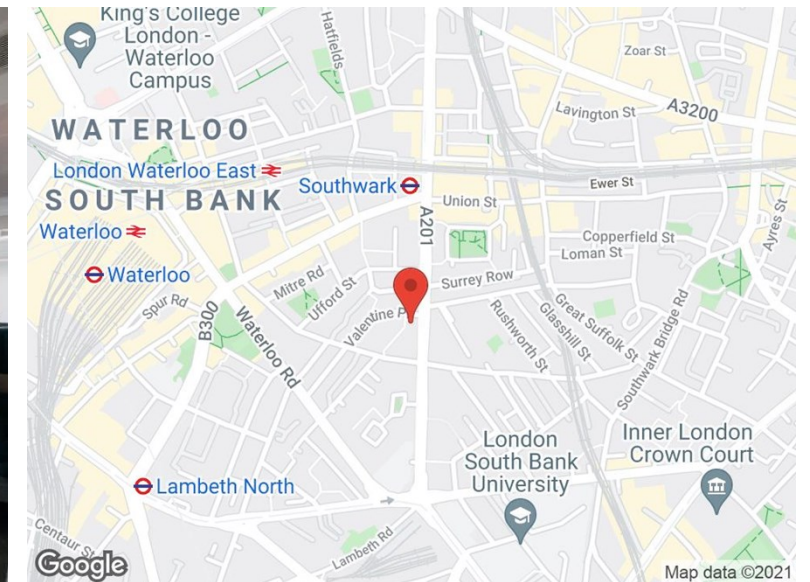 King's College
London -
Waterloo
Campus
Hatfields
Zoar St
Lavington St
A3200
WATERLOO
London Waterloo East
Southwark
Ewer St
SOUTH BANK
Union St
A201
Copperfield St
Ayres St
Waterloo
Loman St
Waterloo
Mitre Rd
Ufford St
Surrey Row
Spur Rd
Valentine P
B300
Waterloo Rd
Rushworth St
Glasshill St
Great Suffolk St
Southwark Bridge Rd
London
South Bank
University
Inner London
Crown Court
Lambeth North
Centaur St
Lambeth Rd
Google
Map data ©2021